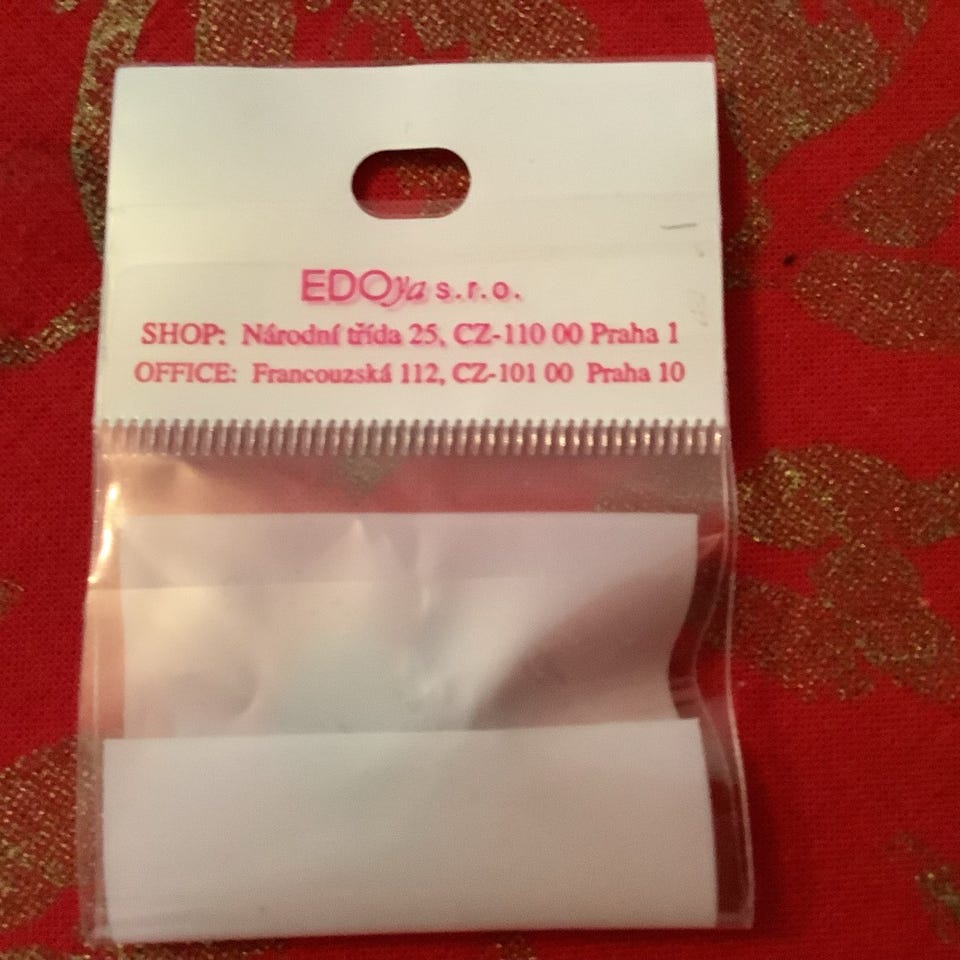 EDOya s.r.o.
SHOP: Národní třída 25, CZ-110 00 Praha 1
OFFICE: Francouzská 112, CZ-101 00 Praha 10